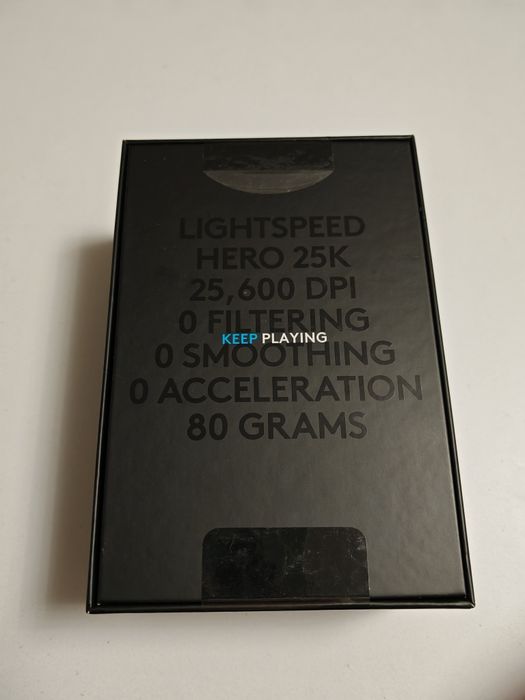 LIGHTSPEED
HERO 25K
25,600 DPI
0 FILTERING
KEEP PLAYING
0 SMOOTHING
0 ACCELERATION
80 GRAMS